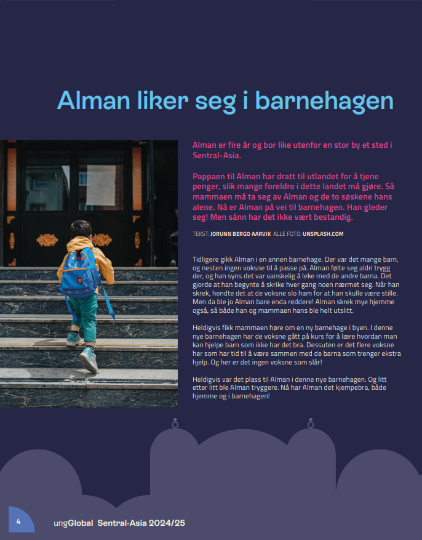 Alman liker seg i barnehagen
Alman er fire år og bor like utenfor en stor by et sted i
Sentral-Asia.
Pappaen til Alman har dratt til utlandet for å tjene
penger, slik mange foreldre i dette landet må gjøre. Så
mammaen må ta seg av Alman og de to søsknene hans
alene. Nå er Alman på vei til barnehagen. Han gleder
seg! Men sånn har det ikke vært bestandig.
TEKST: JORUNN BERGO AARVIK ALLE FOTO: UNSPLASH.COM
Tidligere gikk Alman i en annen barnehage. Der var det mange barn,
og nesten ingen voksne til å passe på. Alman følte seg aldri trygg
der, og han syns det var vanskelig å leke med de andre barna. Det
gjorde at han begynte å skrike hver gang noen nærmet seg. Når han
skrek, hendte det at de voksne slo ham for at han skulle være stille.
Men da ble jo Alman bare enda reddere! Alman skrek mye hjemme
også, så både han og mammaen hans ble helt utslitt.
Heldigvis fikk mammaen høre om en ny barnehage i byen. I denne
nye barnehagen har de voksne gått på kurs for å lære hvordan man
kan hjelpe barn som ikke har det bra. Dessuten er det flere voksne
her som har tid til å være sammen med de barna som trenger ekstra
hjelp. Og her er det ingen voksne som slår!
Heldigvis var det plass til Alman i denne nye barnehagen. Og litt
etter litt ble Alman tryggere. Nå har Alman det kjempebra, både
hjemme og i barnehagen!
4
ungGlobal Sentral-Asia 2024/25